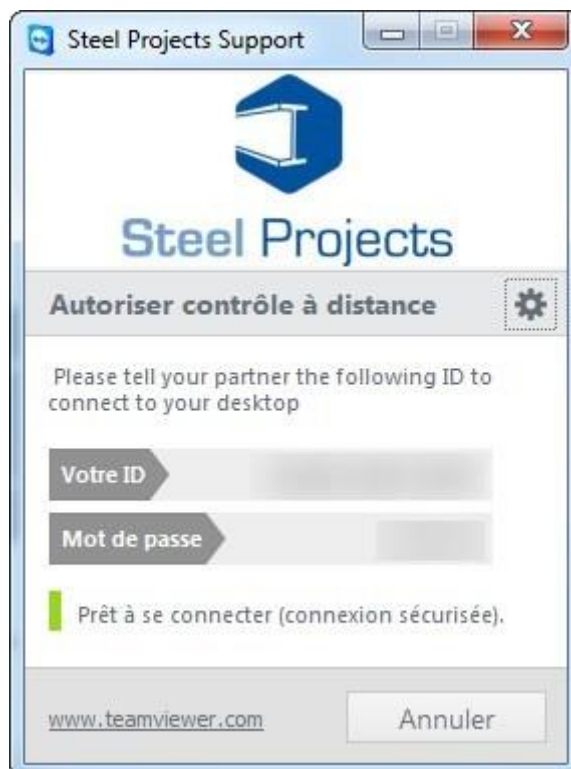 Steel Projects Support
Steel Projects
Autoriser contrôle à distance
Please tell your partner the following ID to
connect to your desktop
Votre ID
Mot de passe
Prêt à se connecter (connexion sécurisée).
www.teamviewer.com
Annuler